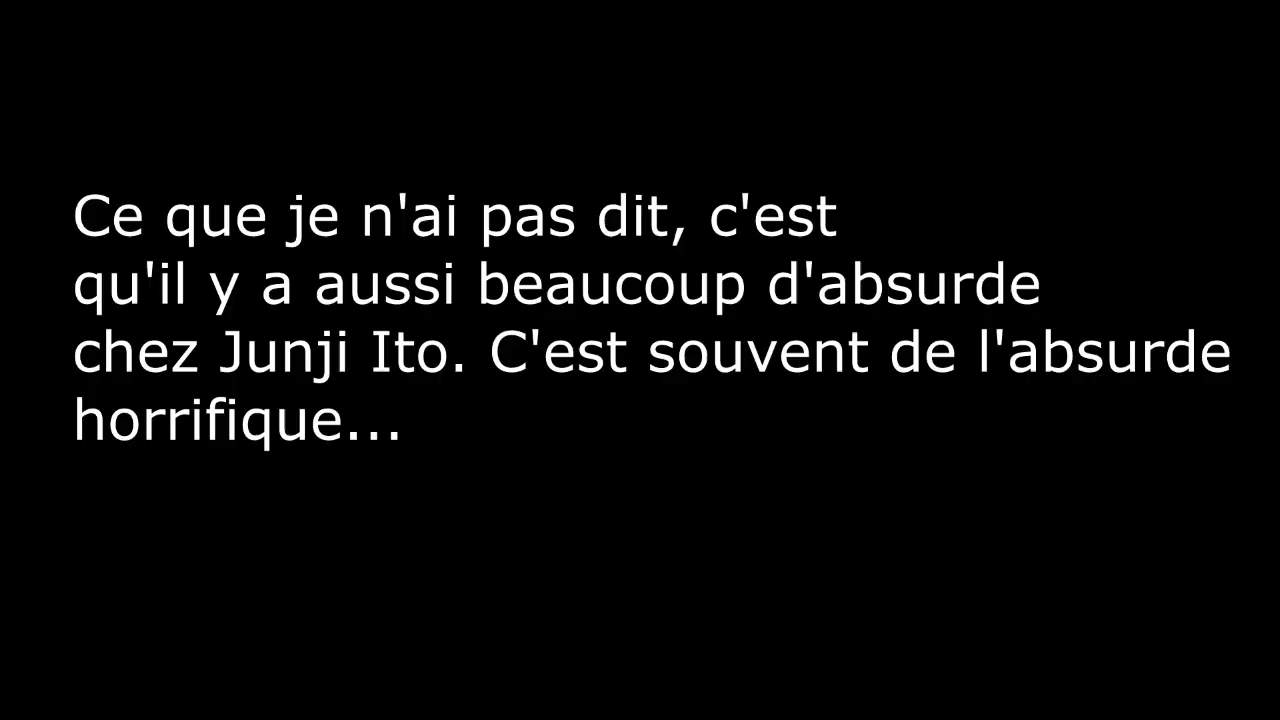 Ce que je n'ai pas dit, c'est
qu'il y a aussi beaucoup d'absurde
chez Junji Ito. C'est souvent de l'absurde
horrifique...